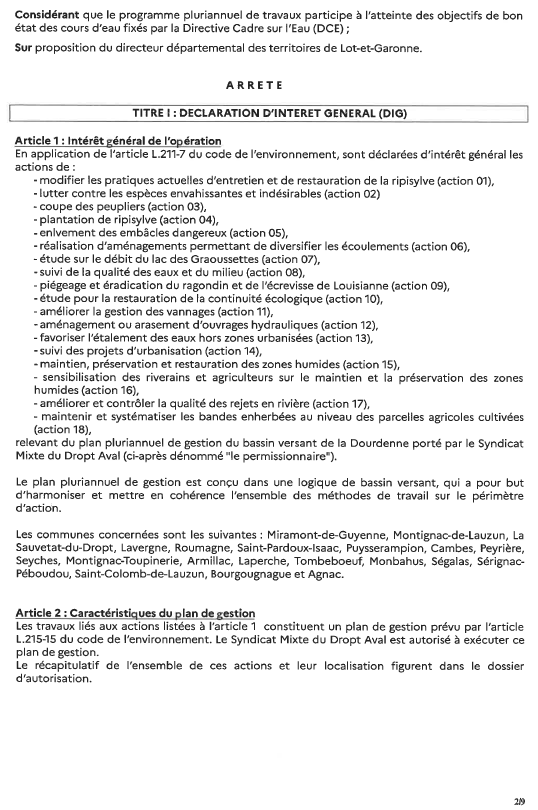 Considérant que le programme pluriannuel de travaux participe à l'atteinte des objectifs de bon
état des cours d'eau fixés par la Directive Cadre sur l'Eau (DCE) ;
Sur proposition du directeur départemental des territoires de Lot-et-Garonne.
A R R E T E
TITRE I : DECLARATION D'INTERET GENERAL (DIG)
Article 1 : Intérêt général de l'opération
En application de l'article L.211-7 du code de l'environnement, sont déclarées d'intérêt général les
actions de :
- modifier les pratiques actuelles d'entretien et de restauration de la ripisylve (action 01),
- lutter contre les espèces envahissantes et indésirables (action 02)
- coupe des peupliers (action 03),
- plantation de ripisylve (action 04),
- enlvement des embâcles dangereux (action 05),
- réalisation d'aménagements permettant de diversifier les écoulements (action 06),
- étude sur le débit du lac des Graoussettes (action 07),
- suivi de la qualité des eaux et du milieu (action 08),
- piégeage et éradication du ragondin et de l'écrevisse de Louisianne (action 09),
- étude pour la restauration de la continuité écologique (action 10),
- améliorer la gestion des vannages (action 11),
- aménagement ou arasement d'ouvrages hydrauliques (action 12),
- favoriser l'étalement des eaux hors zones urbanisées (action 13),
- suivi des projets d'urbanisation (action 14),
- maintien, préservation et restauration des zones humides (action 15),
- sensibilisation des riverains et agriculteurs sur le maintien et la préservation des zones
humides (action 16),
- améliorer et contrôler la qualité des rejets en rivière (action 17),
- maintenir et systématiser les bandes enherbées au niveau des parcelles agricoles cultivées
(action 18),
relevant du plan pluriannuel de gestion du bassin versant de la Dourdenne porté par le Syndicat
Mixte du Dropt Aval (ci-après dénommé "le permissionnaire").
Le plan pluriannuel de gestion est conçu dans une logique de bassin versant, qui a pour but
d'harmoniser et mettre en cohérence l'ensemble des méthodes de travail sur le périmètre
d'action.
Les communes concernées sont les suivantes : Miramont-de-Guyenne, Montignac-de-Lauzun, La
Sauvetat-du-Dropt, Lavergne, Roumagne, Saint-Pardoux-Isaac, Puysserampion, Cambes, Peyrière,
Seyches, Montignac-Toupinerie, Armillac, Laperche, Tombeboeuf, Monbahus, Ségalas, Sérignac-
Péboudou, Saint-Colomb-de-Lauzun, Bourgougnague et Agnac.
Article 2 : Caractéristiques du plan de gestion
Les travaux liés aux actions listées à l'article 1 constituent un plan de gestion prévu par l'article
L.215-15 du code de l'environnement. Le Syndicat Mixte du Dropt Aval est autorisé à exécuter ce
plan de gestion.
Le récapitulatif de l'ensemble de ces actions et leur localisation figurent dans le dossier
d'autorisation.
2/9